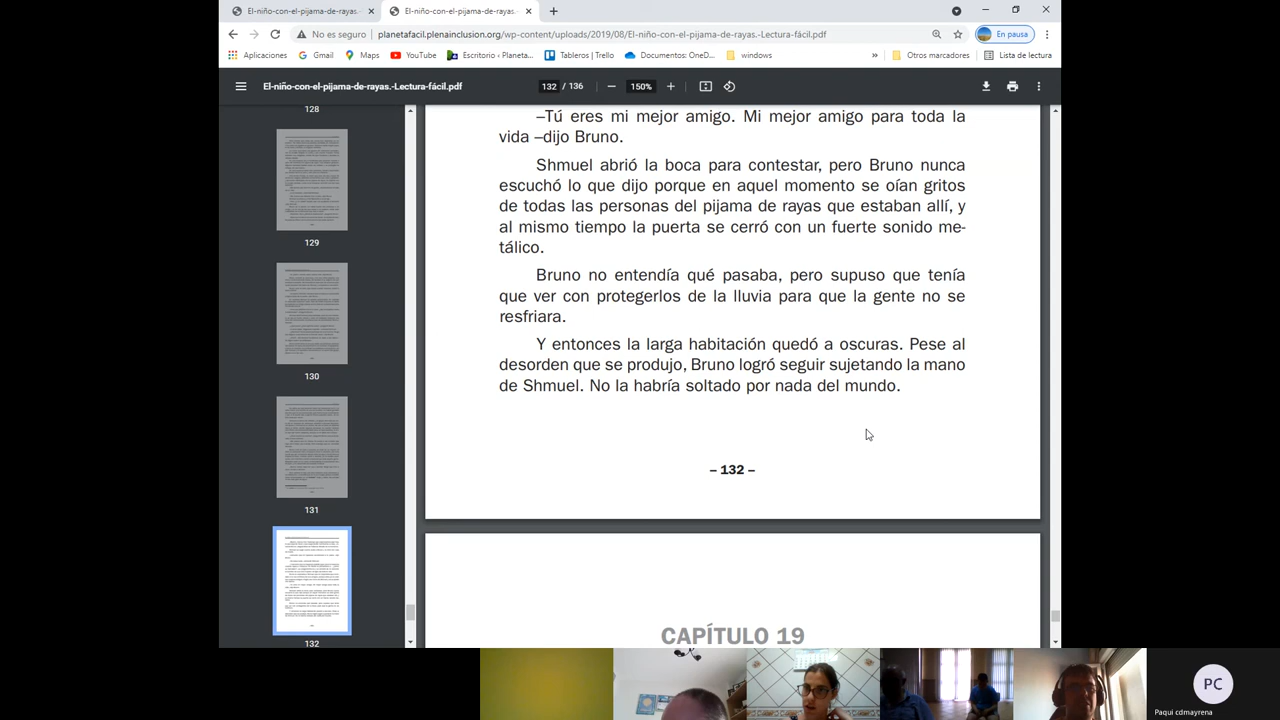 El-niño-con-el-pijama-de-rayas.-
El-niño-con-el-pijama-de-rayas.-
No es seguro
planetafacil.plenainclusion.org/wp-content/uploads/2019/08/El-niño-con-el-pijama-de-rayas.-Lectura-fácil.pdf
En pausa
Aplicaciones
Gmail
Maps
YouTube
Escritorio ‹ Planeta...
Tableros | Trello
Documentos: OneD...
windows
»
Otros marcadores
Lista de lectura
El-niño-con-el-pijama-de-rayas.-Lectura-fácil.pdf
132 / 136
150%
128
129
130
131
132
–Tú eres mi mejor amigo. Mi mejor amigo para toda la
vida –dijo Bruno.
Shmuel abrió la boca para contestar, pero Bruno nunca
escuchó lo que dijo porque en aquel momento se oían gritos
de todas las personas del pijama de rayas que estaban allí, y
al mismo tiempo la puerta se cerró con un fuerte sonido me-
tálico.
Bruno no entendía qué pasaba, pero supuso que tenía
que ver con protegerlos de la lluvia para que la gente no se
resfriara.
Y entonces la larga habitación quedó a oscuras. Pese al
desorden que se produjo, Bruno logró seguir sujetando la mano
de Shmuel. No la habría soltado por nada del mundo.
– 132 –
CAPÍTULO 19
PC
Paqui cdmayrena